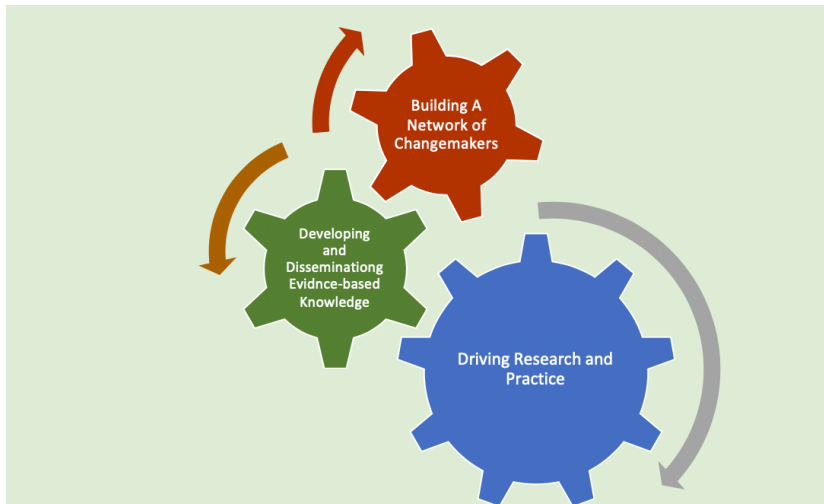 Building A
Network of
Changemakers
Developing
and
Disseminationg
Evidnce-based
Knowledge
Driving Research and
Practice